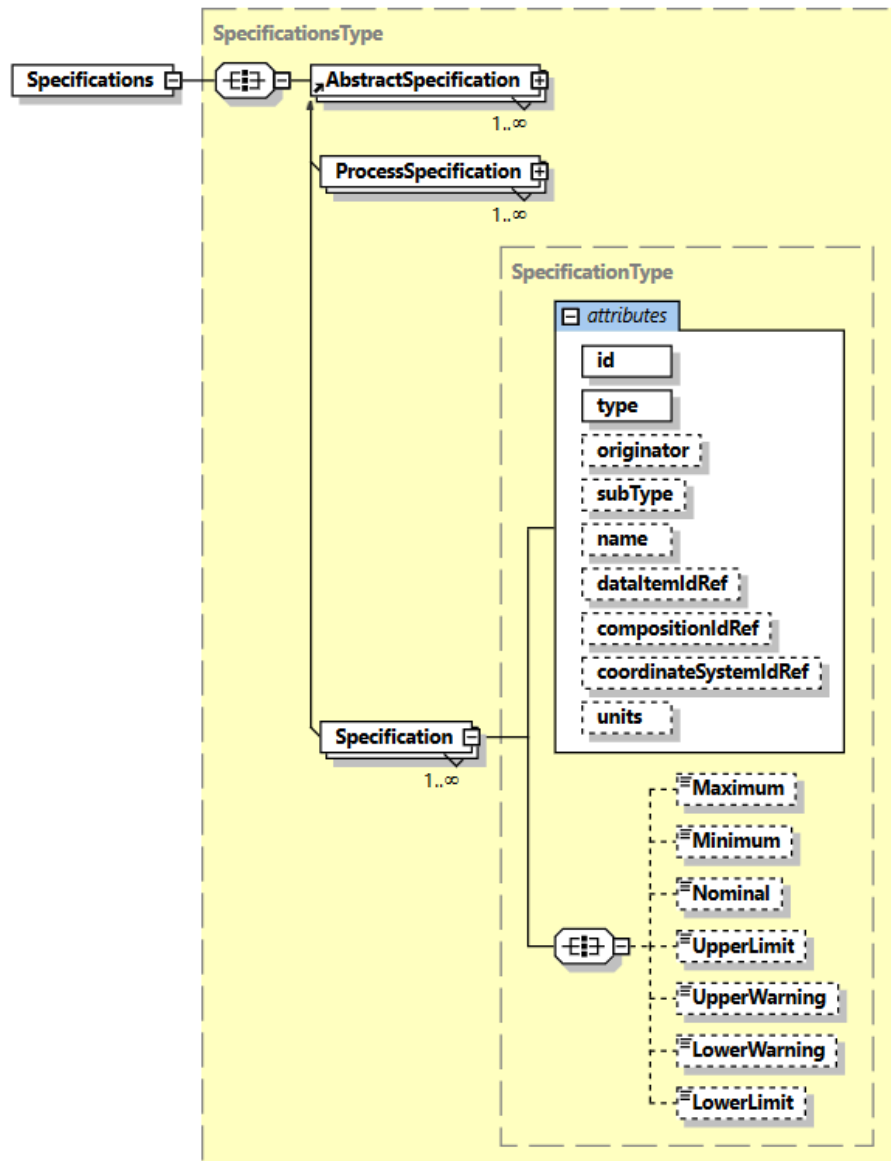 SpecificationsType
Specifications
AbstractSpecification
1..∞
ProcessSpecification
1..∞
SpecificationType
attributes
id
type
originator
subType
name
dataItemIdRef
compositionIdRef
coordinateSystemIdRef
units
Specification
1..∞
Maximum
Minimum
Nominal
UpperLimit
UpperWarning
LowerWarning
LowerLimit